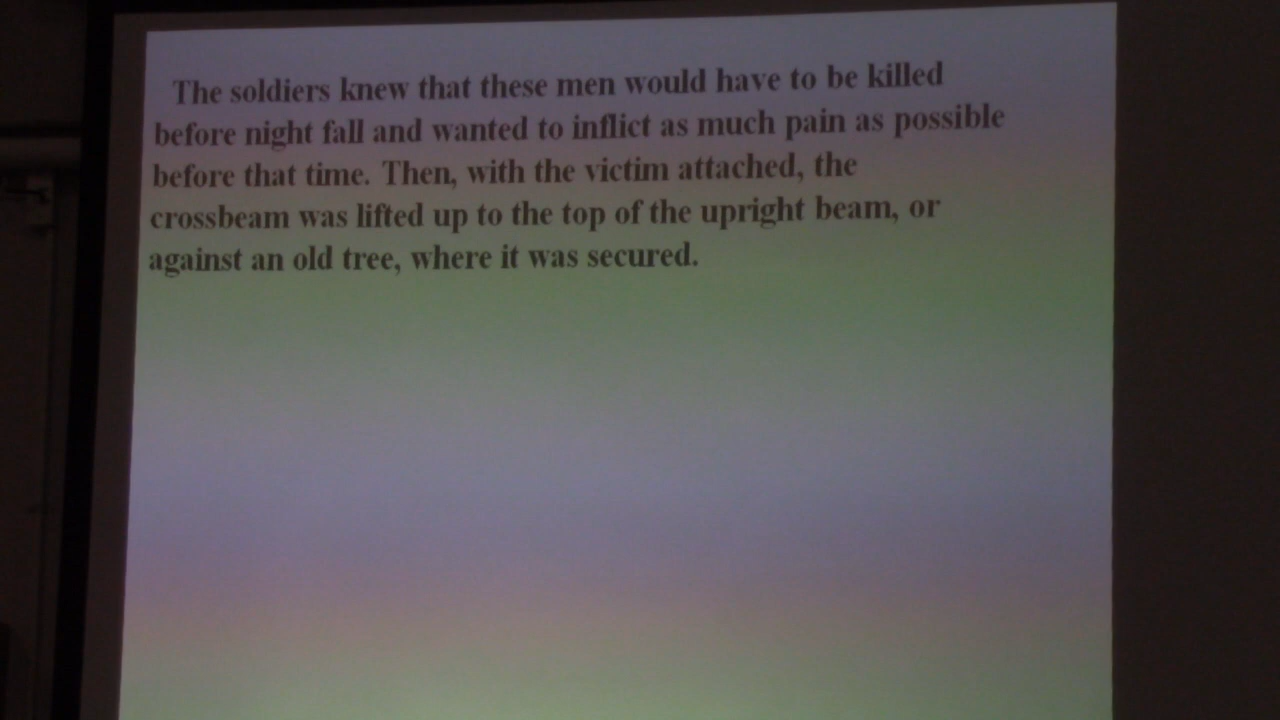 The soldiers knew that these men would have to be killed
before night fall and wanted to inflict as much pain as possible
before that time. Then, with the victim attached, the
crossbeam was lifted up to the top of the upright beam, or
against an old tree, where it was secured.